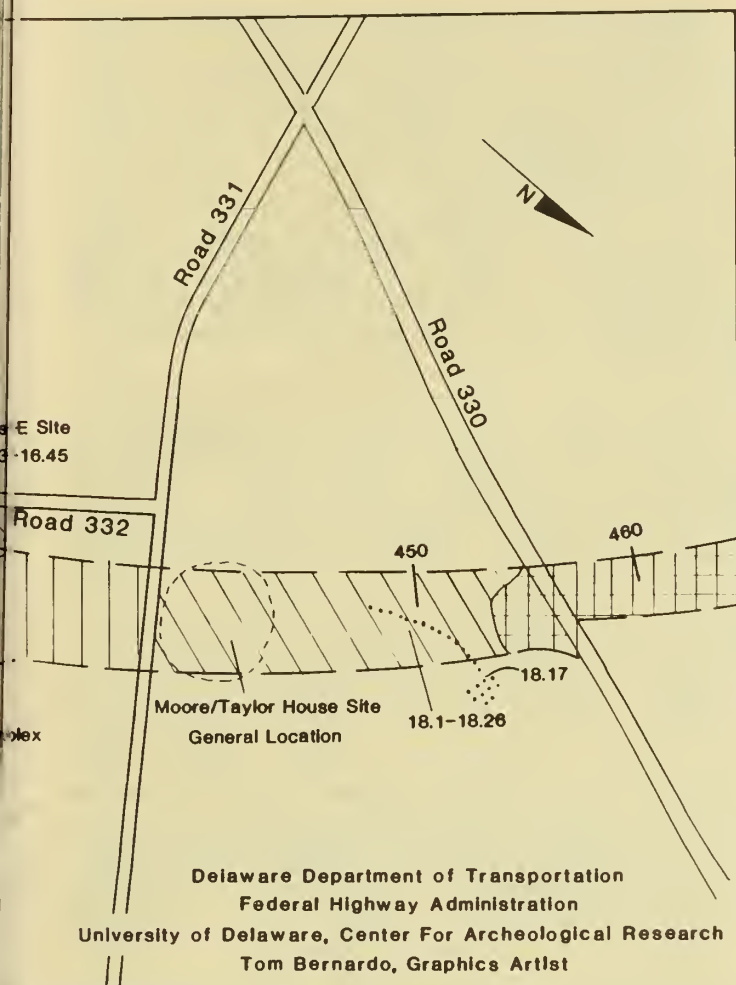 Road 331
N
Road 330
E Site
-16.45
Road 332
450
460
18.17
Moore/Taylor House Site
General Location
18.1-18.26
Delaware Department of Transportation
Federal Highway Administration
University of Delaware, Center For Archeological Research
Tom Bernardo, Graphics Artist